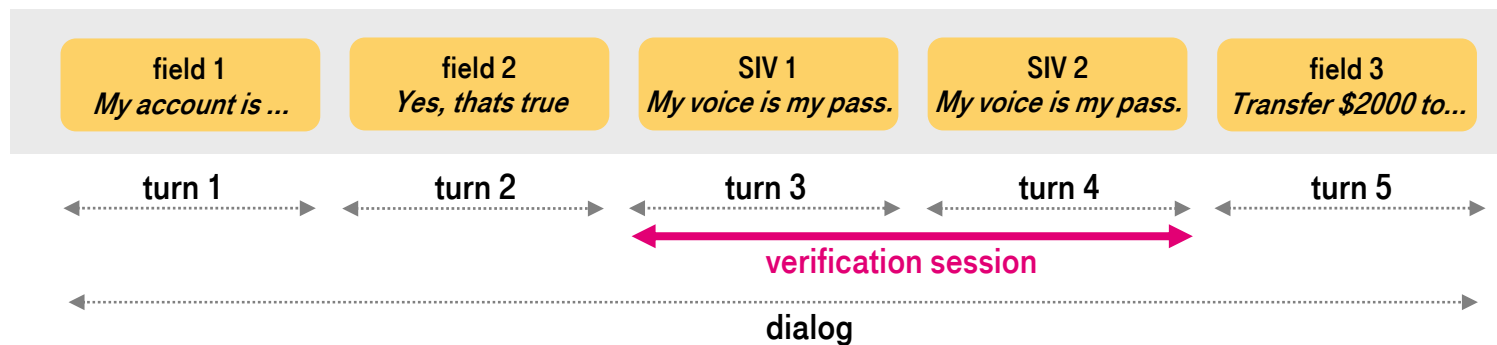 field 1
My account is ...
field 2
Yes, thats true
SIV 1
My voice is my pass.
SIV 2
My voice is my pass.
field 3
Transfer $2000 to...
turn 1
turn 2
turn 3
turn 4
turn 5
verification session
dialog